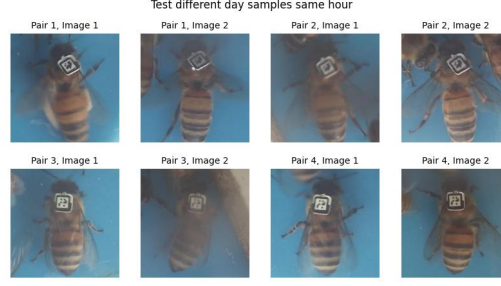 Test different day samples same hour
Pair 1, Image 1
Pair 1, Image 2
Pair 2, Image 1
Pair 2, Image 2
Pair 3, Image 1
Pair 3, Image 2
Pair 4, Image 1
Pair 4, Image 2